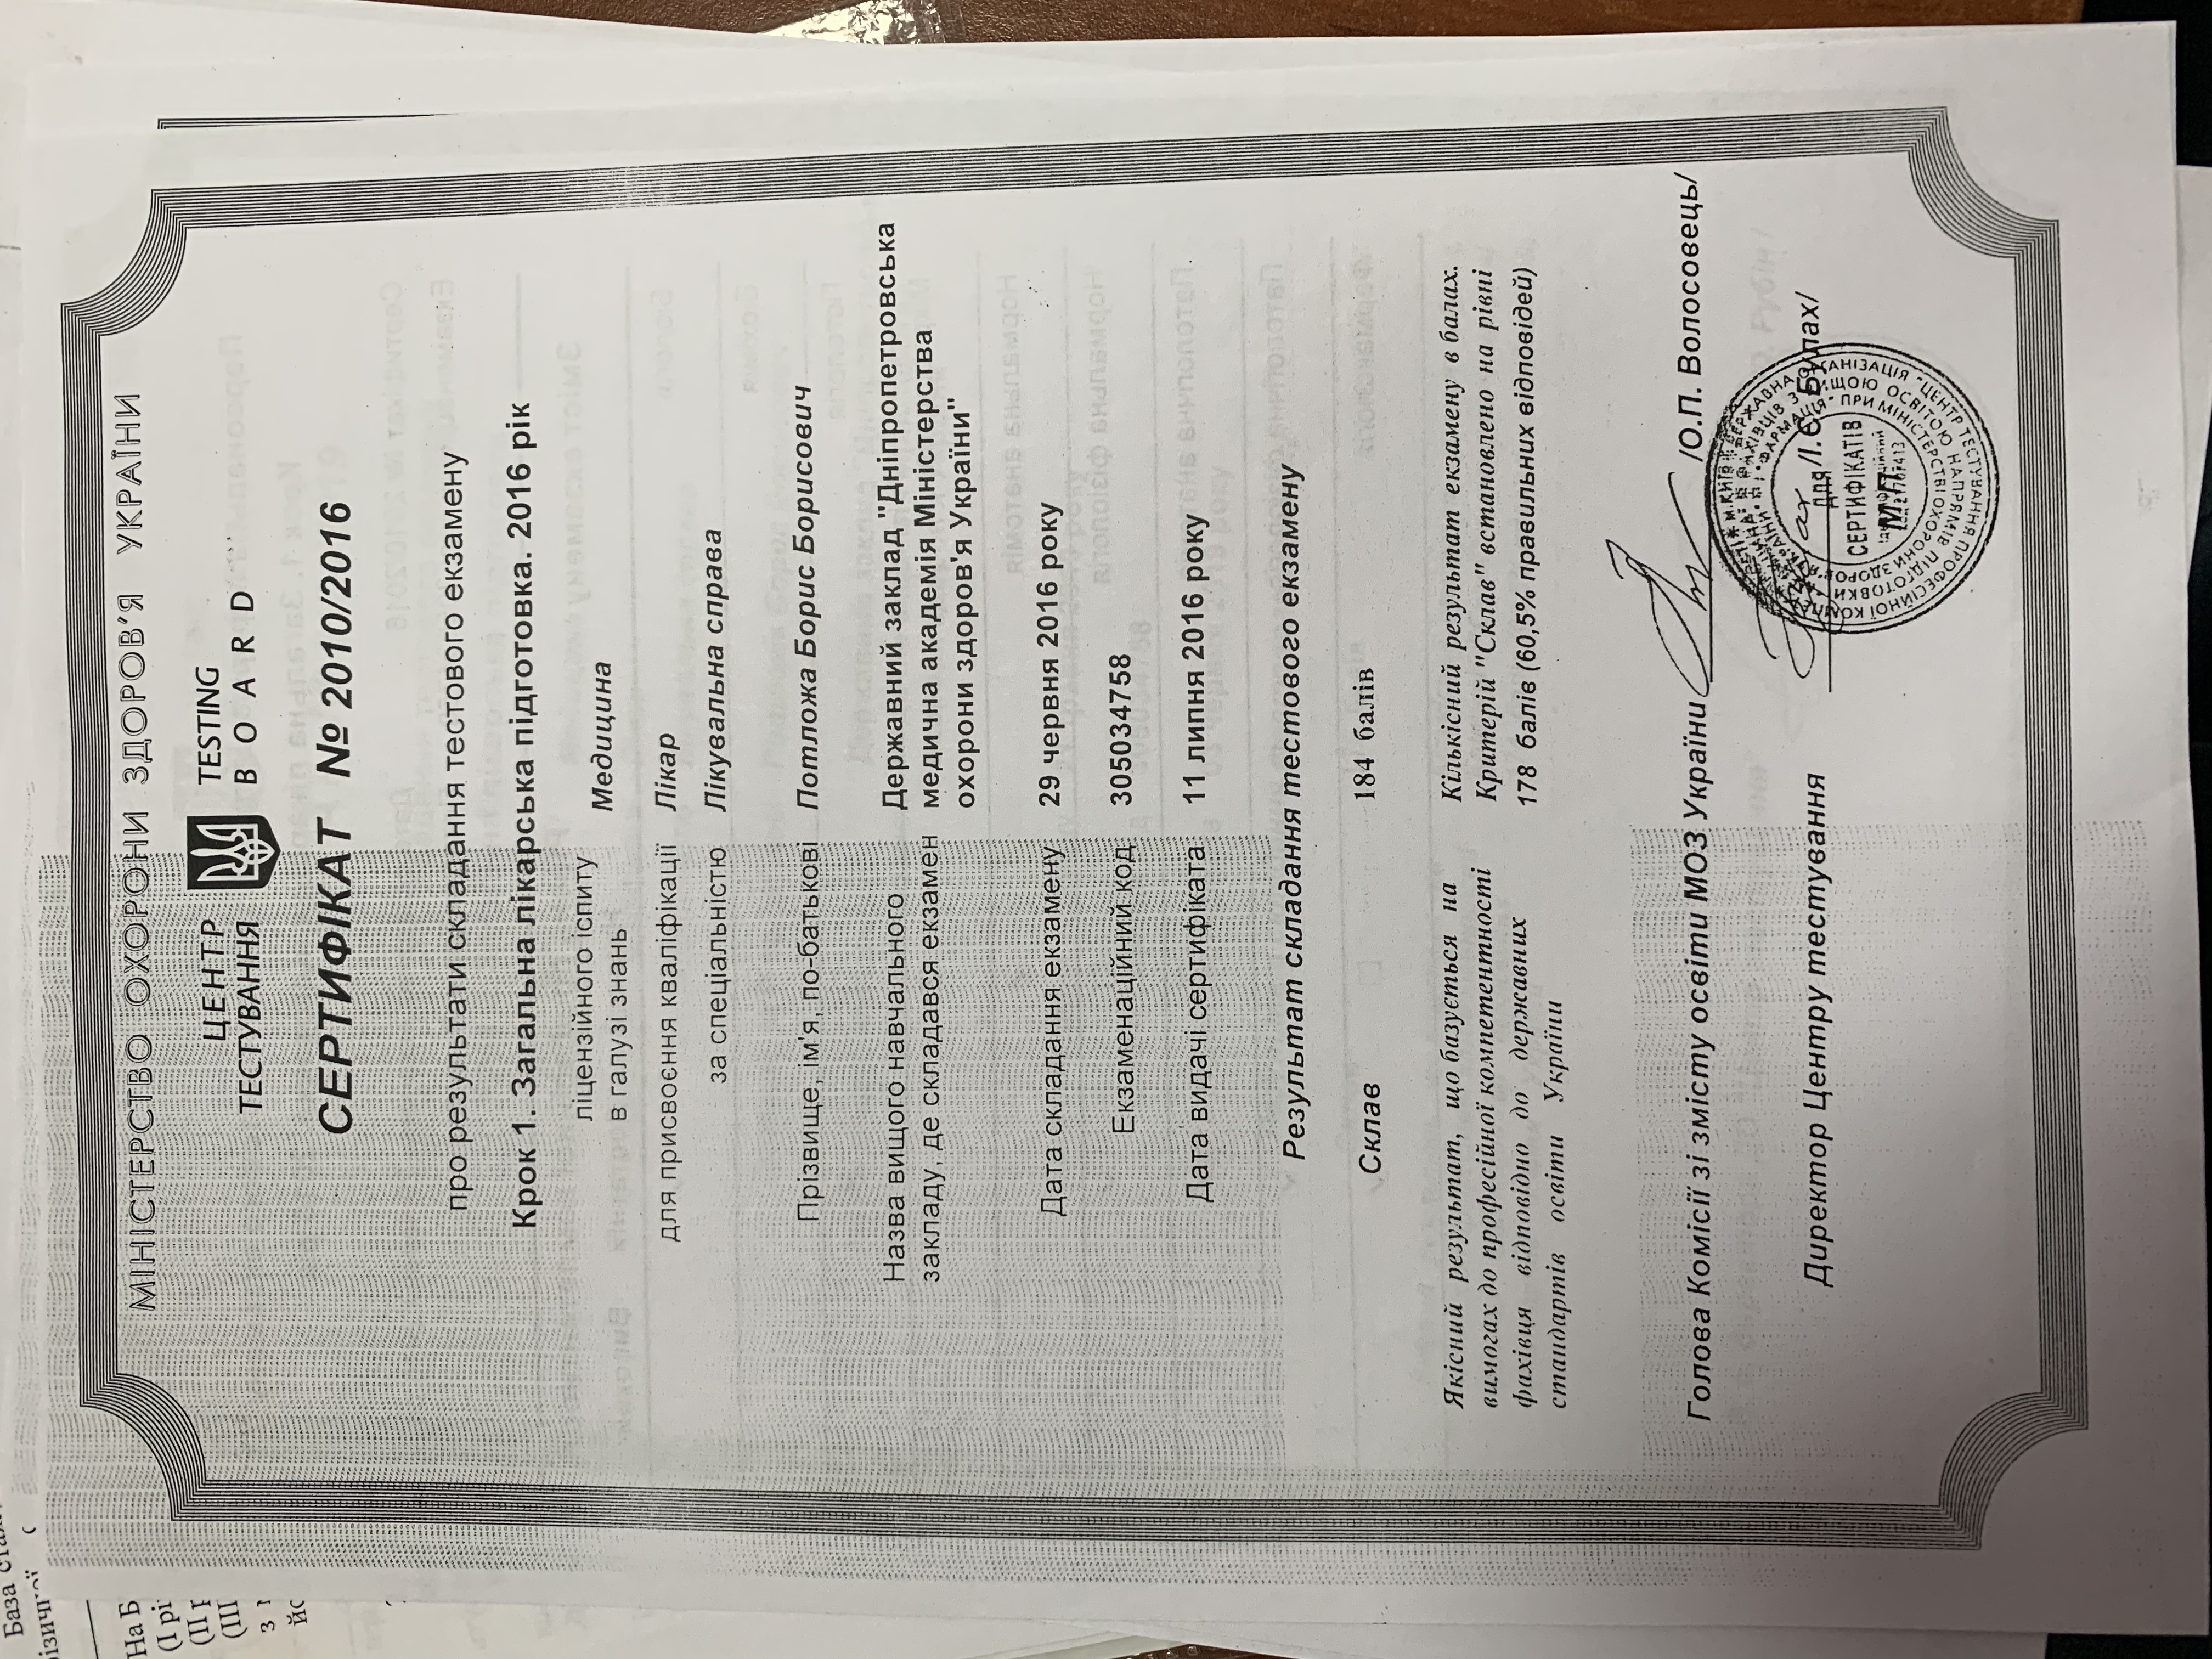 База
На Б
(І рі
(ІІ р
(ІІІ
з
йо
МІНІСТЕРСТВО ОХОРОНИ ЗДОРОВ'Я УКРАЇНИ
ЦЕНТР ТЕСТУВАННЯ
TESTING BOARD
СЕРТИФІКАТ № 2010/2016
про результати складання тестового екзамену
Крок 1. Загальна лікарська підготовка. 2016 рік
ліцензійного іспиту
в галузі знань Медицина
для присвоєння кваліфікації Лікар
за спеціальністю Лікувальна справа
Прізвище, ім'я, по-батькові Потложа Борис Борисович
Назва вищого навчального Державний заклад "Дніпропетровська
закладу, де складався екзамен медична академія Міністерства
охорони здоров'я України"
Дата складання екзамену 29 червня 2016 року
Екзаменаційний код 305034758
Дата видачі сертифіката 11 липня 2016 року
Результат складання тестового екзамену
Склав 184 балів
Якісний результат, що базується на
вимогах до професійної компетентності
фахівця відповідно до державних
стандартів освіти України
Кількісний результат екзамену в балах.
Критерій "Склав" встановлено на рівні
178 балів (60,5% правильних відповідей)
Голова Комісії зі змісту освіти МОЗ України /О.П. Волосовець/
Директор Центру тестування /І.Є. Булах/
ДЛЯ
СЕРТИФІКАТІВ
М.П.